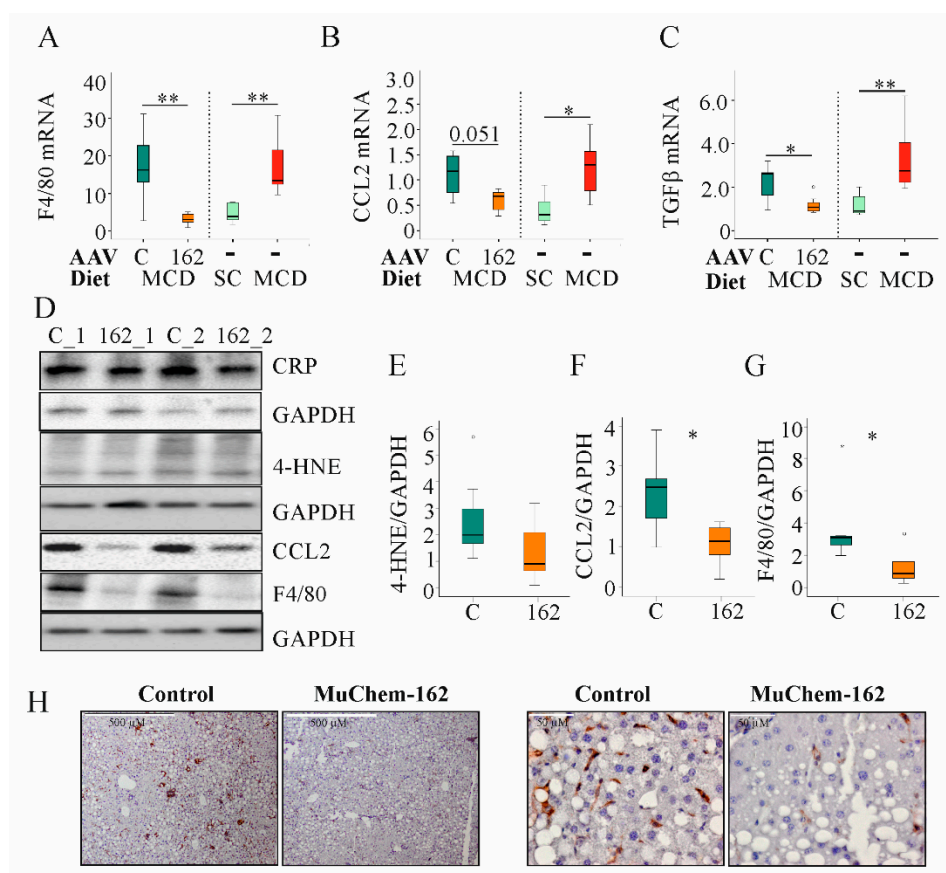 A
F4/80 mRNA
40
30
20
10
0
**
**
AAV C 162 - -
Diet MCD SC MCD
B
CCL2 mRNA
3.0
2.5
2.0
1.5
1.0
0.5
0
0.051
*
AAV C 162 - -
Diet MCD SC MCD
C
TGFβ mRNA
6.0
4.0
2.0
0
*
**
AAV C 162 - -
Diet MCD SC MCD
D
C_1 162_1 C_2 162_2
CRP
GAPDH
4-HNE
GAPDH
CCL2
F4/80
GAPDH
E
4-HNE/GAPDH
6
5
4
3
2
1
0
C 162
F
CCL2/GAPDH
4
3
2
1
0
*
C 162
G
F4/80/GAPDH
10
8
6
4
2
0
*
C 162
H
Control MuChem-162 Control MuChem-162
500 µM 500 µM 50 µM 50 µM